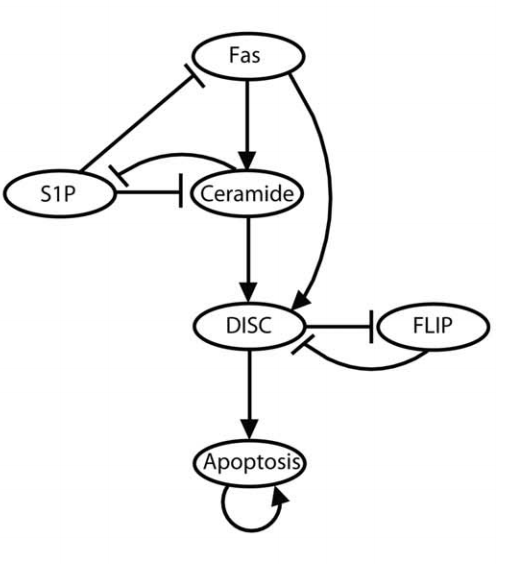 Fas
S1P
Ceramide
DISC
FLIP
Apoptosis